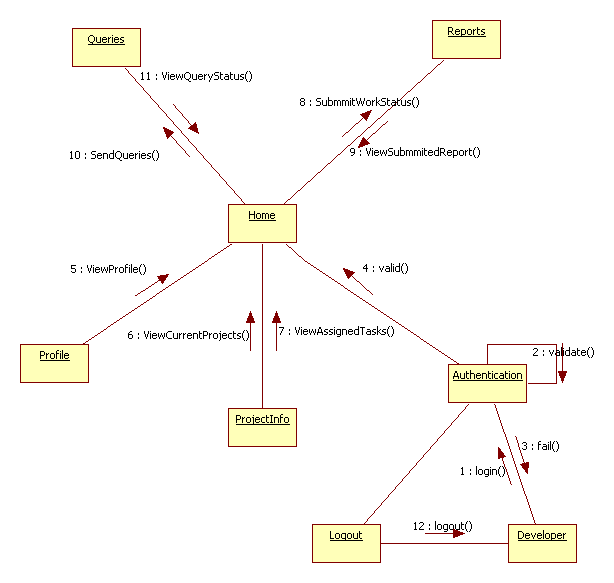 Queries
Reports
11 : ViewQueryStatus()
8 : SubmmitWorkStatus()
10 : SendQueries()
9 : ViewSubmmitedReport()
Home
5 : ViewProfile()
4 : valid()
6 : ViewCurrentProjects()
7 : ViewAssignedTasks()
Profile
2 : validate()
Authentication
ProjectInfo
3 : fail()
1 : login()
12 : logout()
Logout
Developer